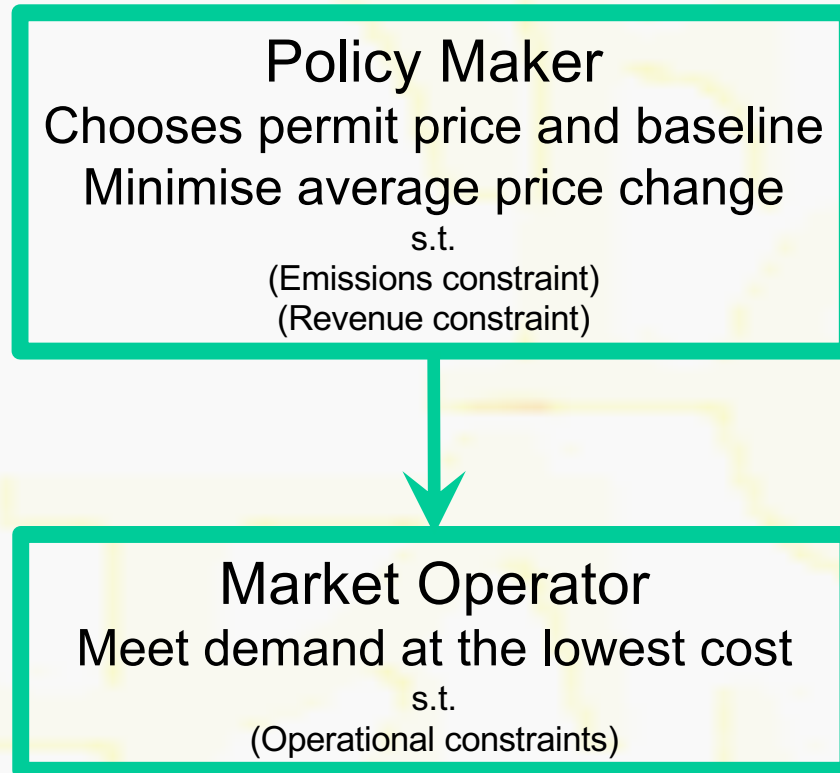 Policy Maker
Chooses permit price and baseline
Minimise average price change
s.t.
(Emissions constraint)
(Revenue constraint)
Market Operator
Meet demand at the lowest cost
s.t.
(Operational constraints)